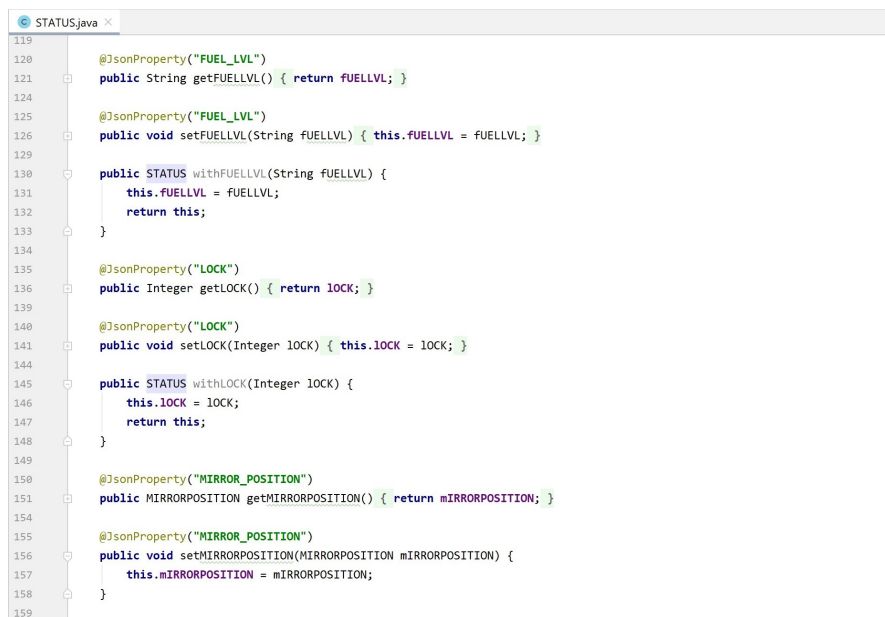 STATUS.java
119
120 @JsonProperty("FUEL_LVL")
121 public String getFUELLVL() { return fUELLVL; }
124
125 @JsonProperty("FUEL_LVL")
126 public void setFUELLVL(String fUELLVL) { this.fUELLVL = fUELLVL; }
129
130 public STATUS withFUELLVL(String fUELLVL) {
131 this.fUELLVL = fUELLVL;
132 return this;
133 }
134
135 @JsonProperty("LOCK")
136 public Integer getLOCK() { return lOCK; }
139
140 @JsonProperty("LOCK")
141 public void setLOCK(Integer lOCK) { this.lOCK = lOCK; }
144
145 public STATUS withLOCK(Integer lOCK) {
146 this.lOCK = lOCK;
147 return this;
148 }
149
150 @JsonProperty("MIRROR_POSITION")
151 public MIRRORPOSITION getMIRRORPOSITION() { return mIRRORPOSITION; }
154
155 @JsonProperty("MIRROR_POSITION")
156 public void setMIRRORPOSITION(MIRRORPOSITION mIRRORPOSITION) {
157 this.mIRRORPOSITION = mIRRORPOSITION;
158 }
159